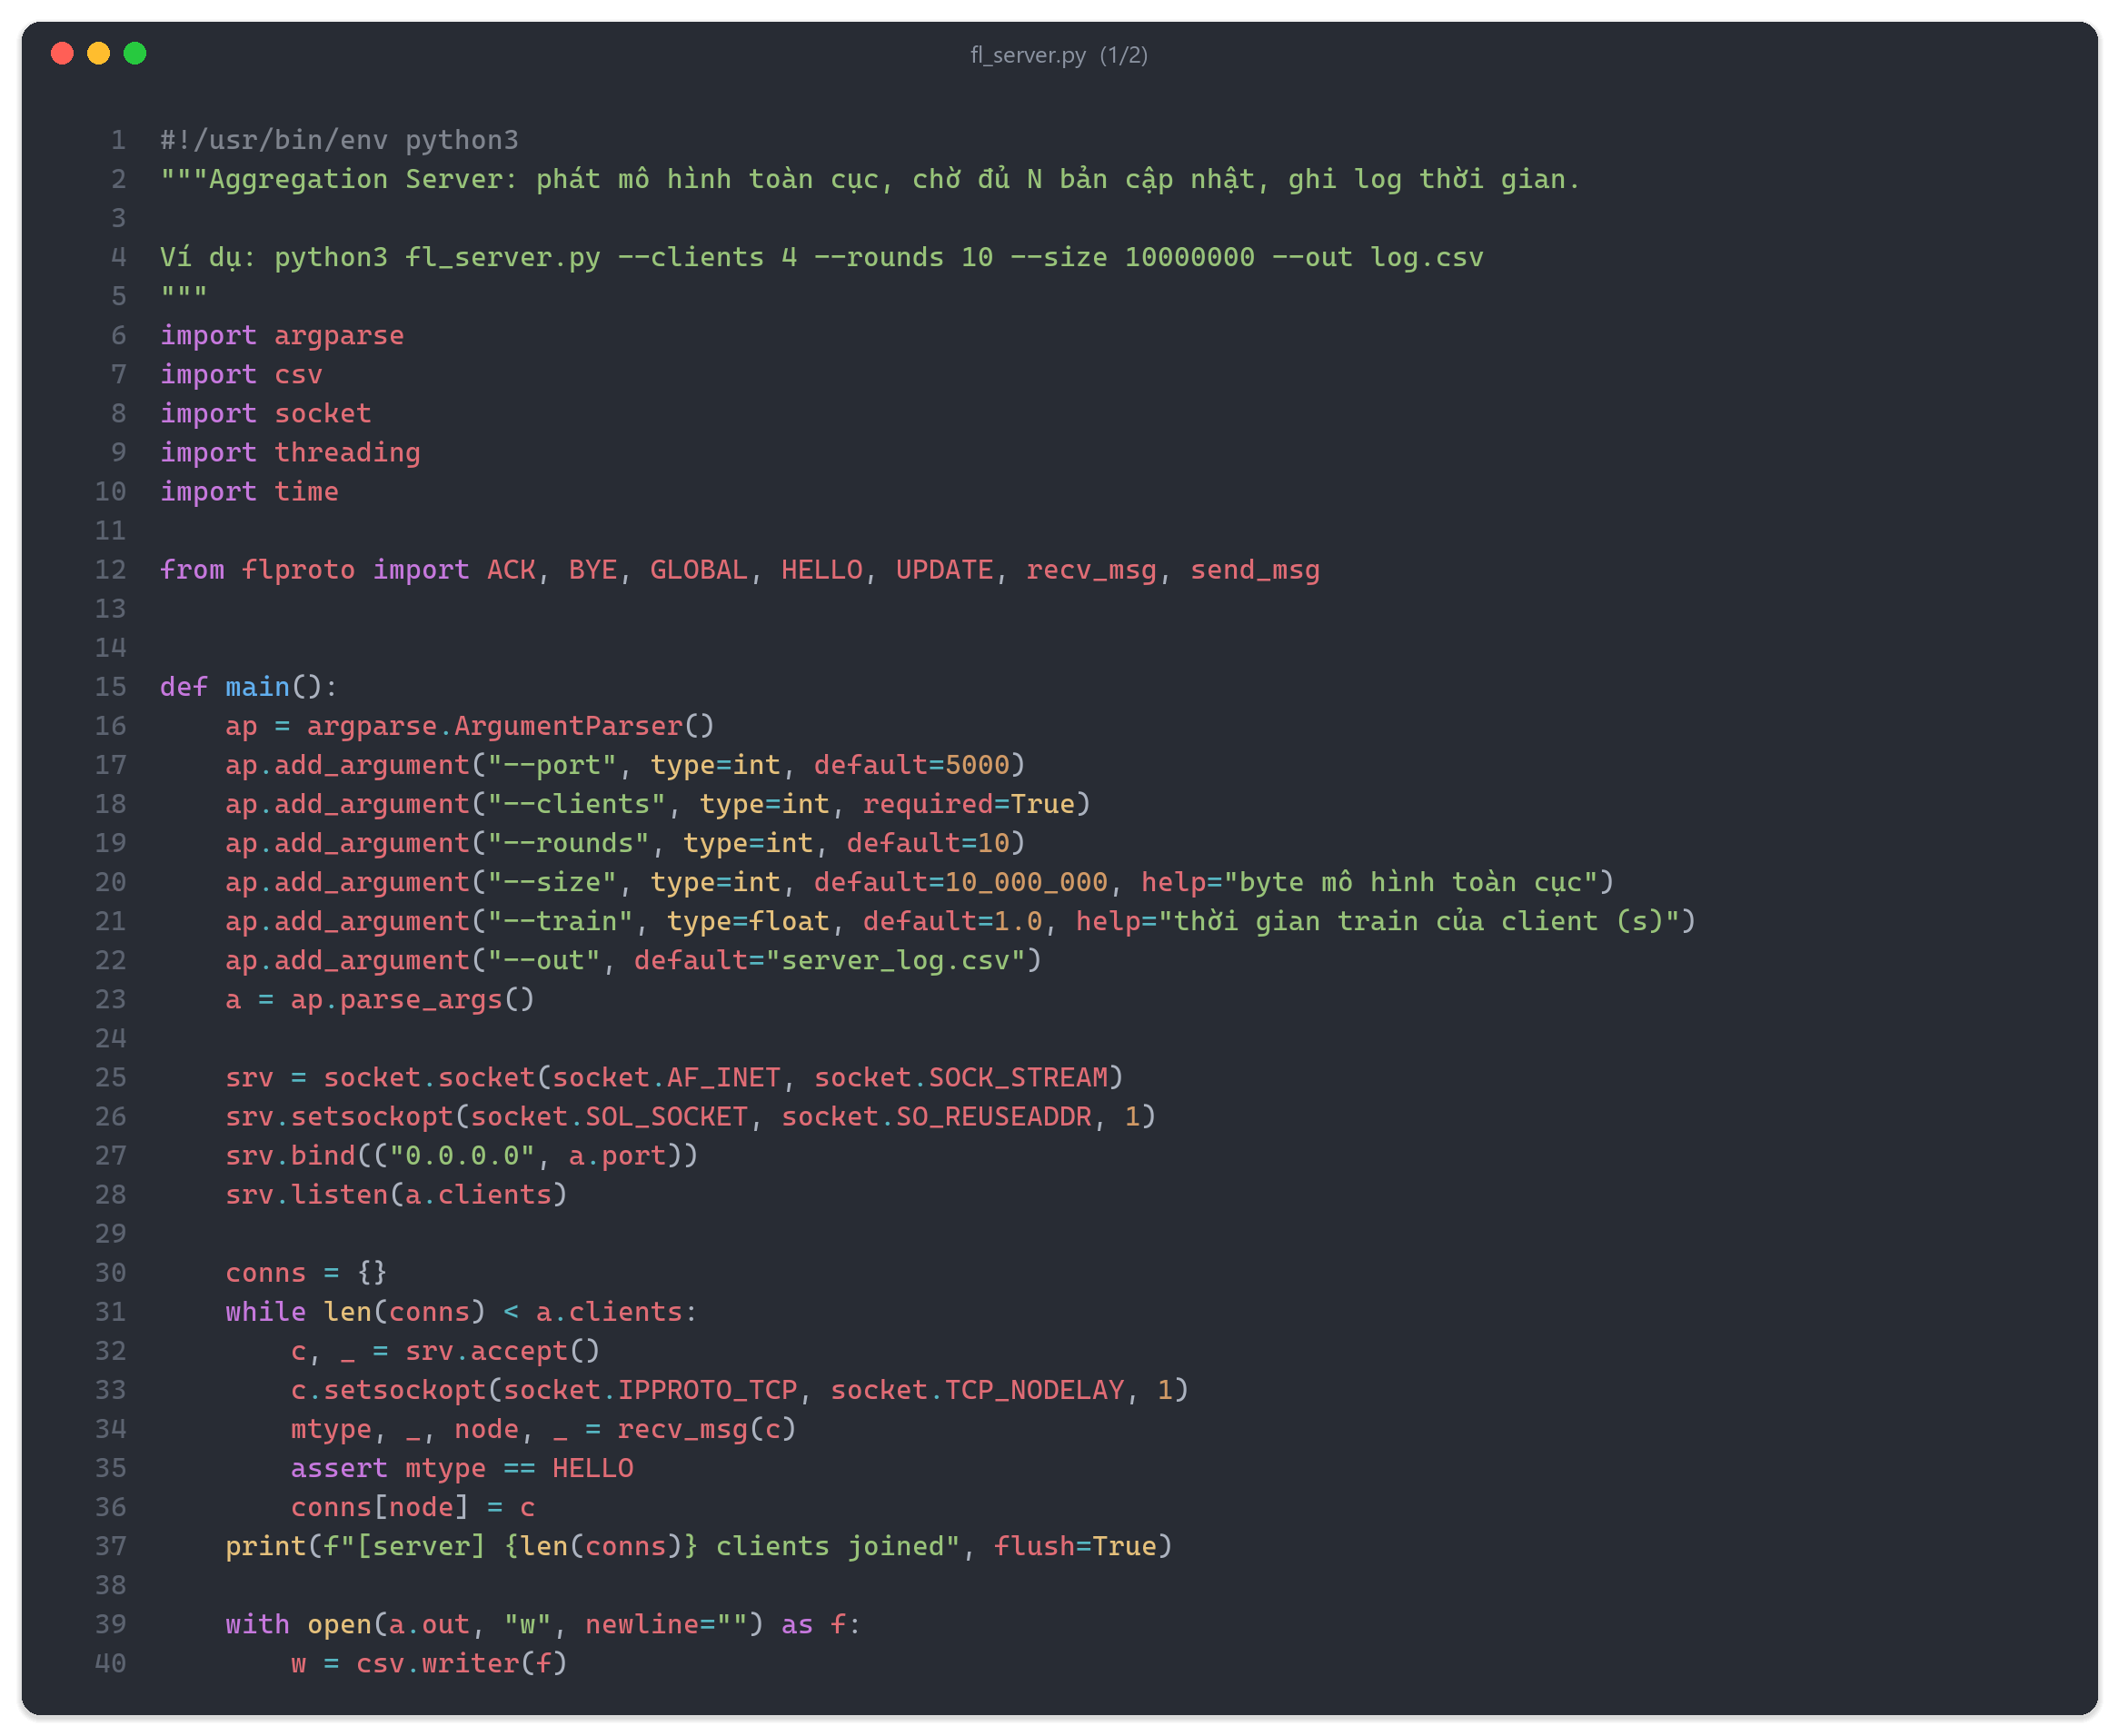 fl_server.py (1/2)
1 #!/usr/bin/env python3
2 """Aggregation Server: phát mô hình toàn cục, chờ đủ N bản cập nhật, ghi log thời gian.
3
4 Ví dụ: python3 fl_server.py --clients 4 --rounds 10 --size 10000000 --out log.csv
5 """
6 import argparse
7 import csv
8 import socket
9 import threading
10 import time
11
12 from flproto import ACK, BYE, GLOBAL, HELLO, UPDATE, recv_msg, send_msg
13
14
15 def main():
16     ap = argparse.ArgumentParser()
17     ap.add_argument("--port", type=int, default=5000)
18     ap.add_argument("--clients", type=int, required=True)
19     ap.add_argument("--rounds", type=int, default=10)
20     ap.add_argument("--size", type=int, default=10_000_000, help="byte mô hình toàn cục")
21     ap.add_argument("--train", type=float, default=1.0, help="thời gian train của client (s)")
22     ap.add_argument("--out", default="server_log.csv")
23     a = ap.parse_args()
24
25     srv = socket.socket(socket.AF_INET, socket.SOCK_STREAM)
26     srv.setsockopt(socket.SOL_SOCKET, socket.SO_REUSEADDR, 1)
27     srv.bind(("0.0.0.0", a.port))
28     srv.listen(a.clients)
29
30     conns = {}
31     while len(conns) < a.clients:
32         c, _ = srv.accept()
33         c.setsockopt(socket.IPPROTO_TCP, socket.TCP_NODELAY, 1)
34         mtype, _, node, _ = recv_msg(c)
35         assert mtype == HELLO
36         conns[node] = c
37     print(f"[server] {len(conns)} clients joined", flush=True)
38
39     with open(a.out, "w", newline="") as f:
40         w = csv.writer(f)